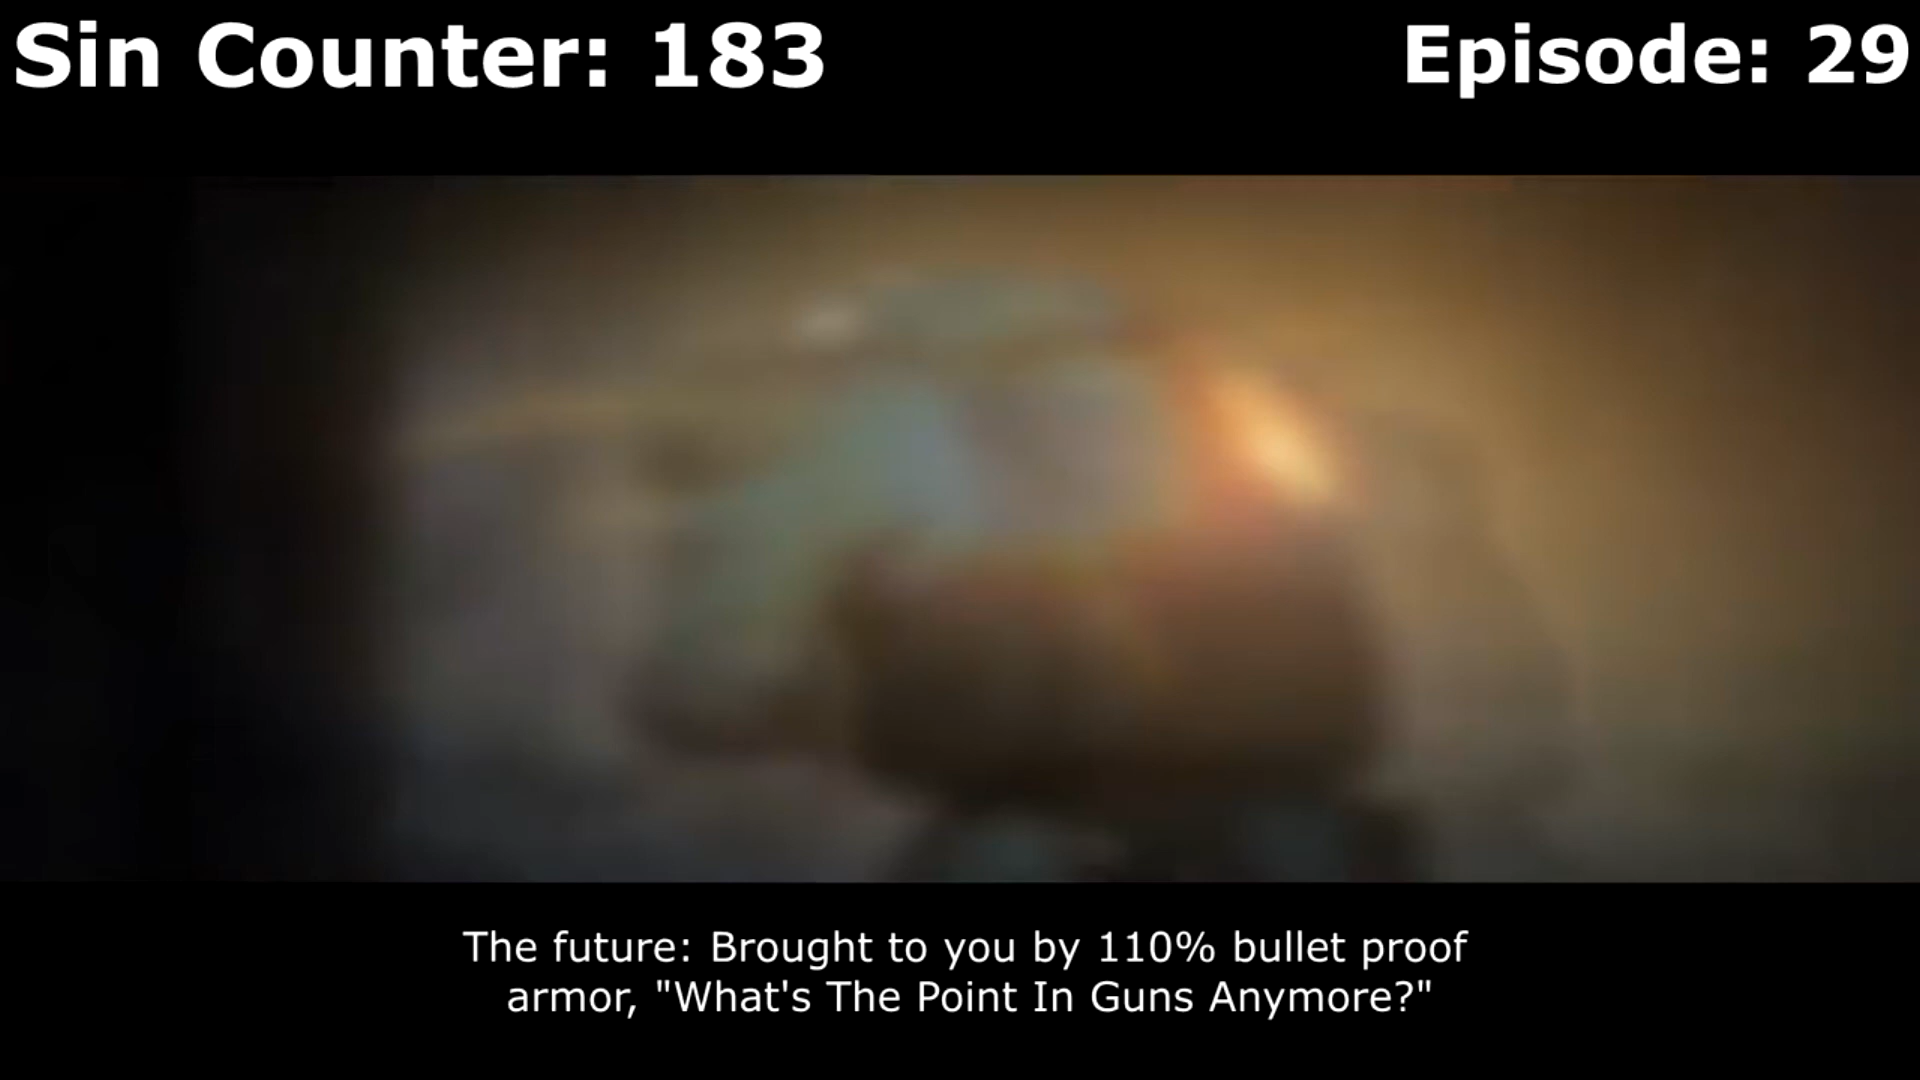 Sin Counter: 183
Episode: 29
The future: Brought to you by 110% bullet proof
armor, "What's The Point In Guns Anymore?"